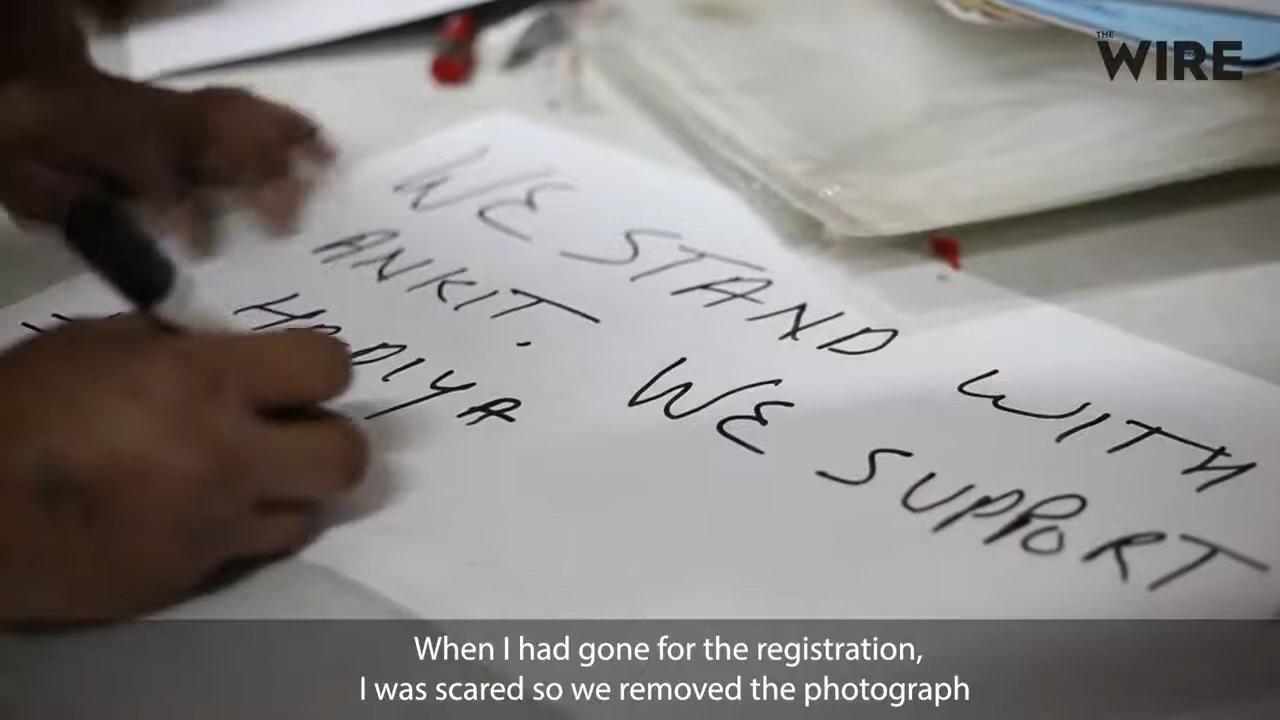 THE
WIRE
WE STAND WITH
ANKIT. WE SUPPORT
HADIYA
When I had gone for the registration,
I was scared so we removed the photograph